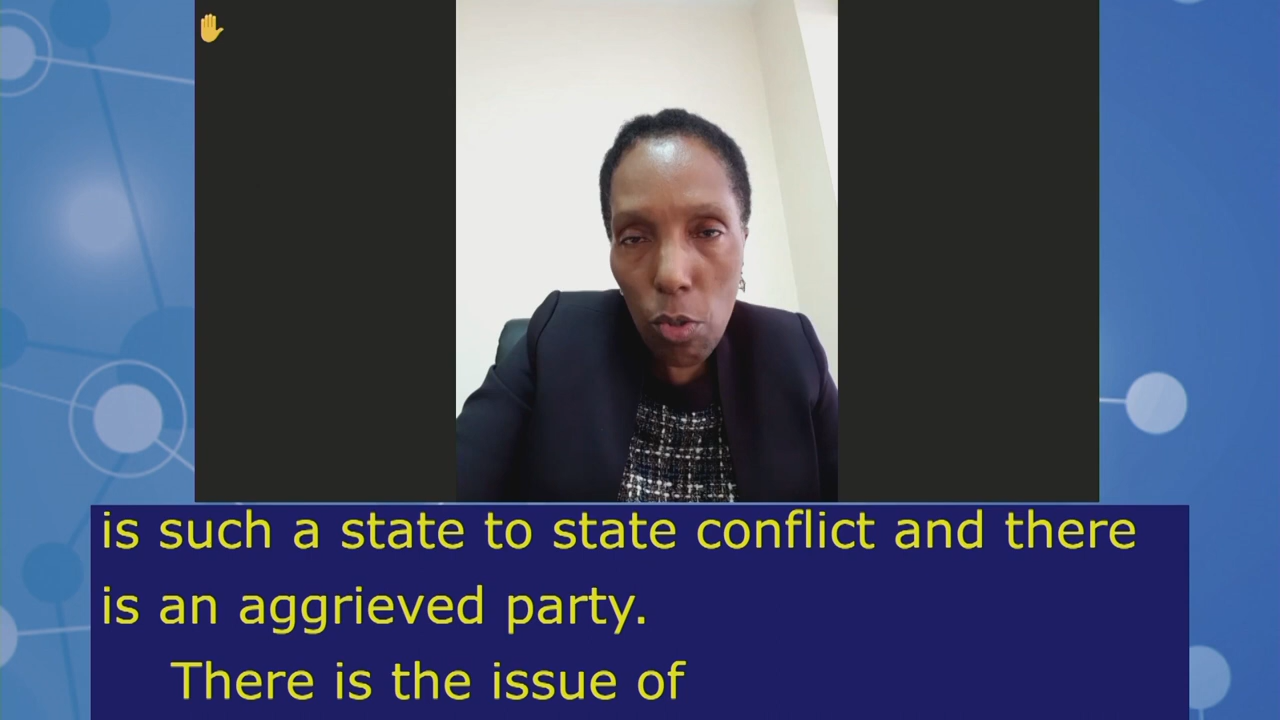 is such a state to state conflict and there
is an aggrieved party.
There is the issue of